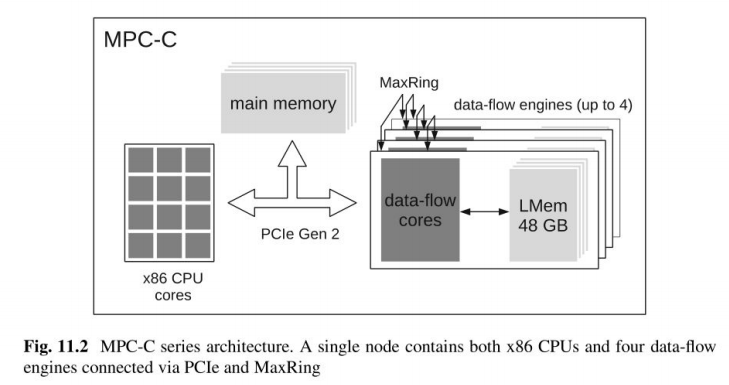 MPC-C
MaxRing
main memory
data-flow engines (up to 4)
data-flow
cores
LMem
48 GB
PCIe Gen 2
x86 CPU
cores
Fig. 11.2 MPC-C series architecture. A single node contains both x86 CPUs and four data-flow
engines connected via PCIe and MaxRing